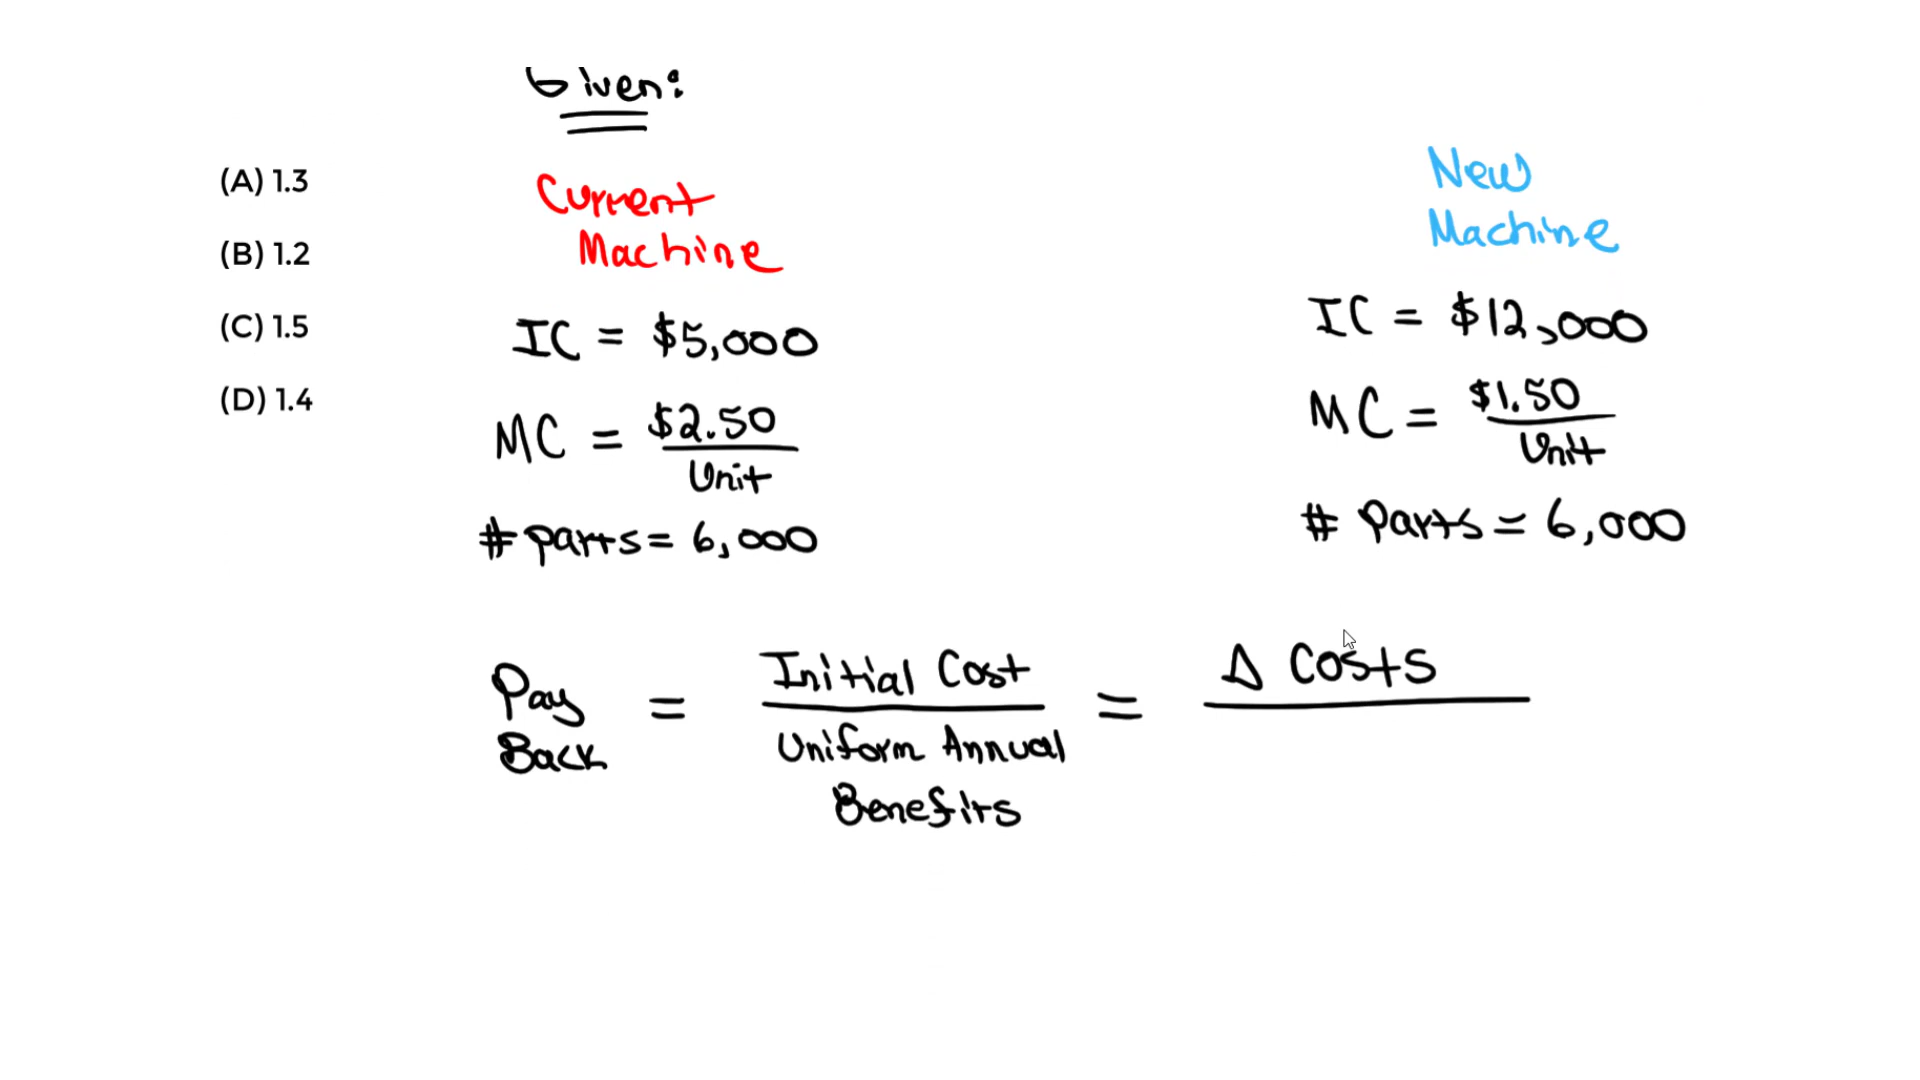 Given:
(A) 1.3
(B) 1.2
(C) 1.5
(D) 1.4
Current
Machine
IC = $5,000
MC = $2.50
Unit
# parts = 6,000
New
Machine
IC = $12,000
MC = $1.50
Unit
# Parts = 6,000
Pay
Back
= Initial Cost
Uniform Annual
Benefits
= Δ Costs